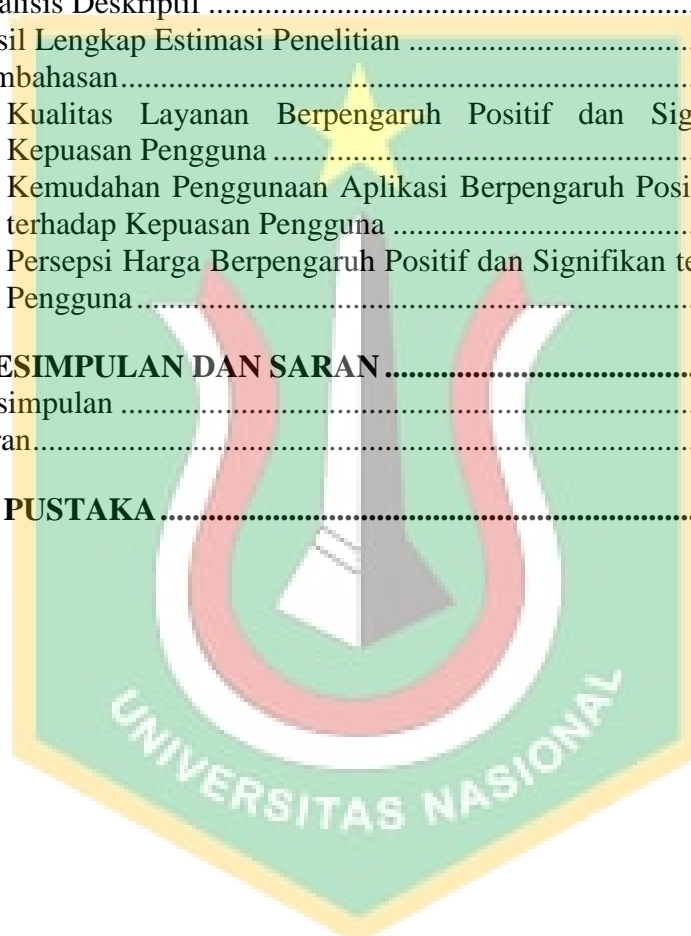 alisis Deskriptif ............................................................
sil Lengkap Estimasi Penelitian ...................................
mbahasan.......................................................................
Kualitas Layanan Berpengaruh Positif dan Sig
Kepuasan Pengguna .....................................................
Kemudahan Penggunaan Aplikasi Berpengaruh Posi
terhadap Kepuasan Pengguna ......................................
Persepsi Harga Berpengaruh Positif dan Signifikan te
Pengguna.......................................................................
ESIMPULAN DAN SARAN .......................................
simpulan .......................................................................
ran..................................................................................
PUSTAKA ....................................................................
UNIVERSITAS NASIONAL